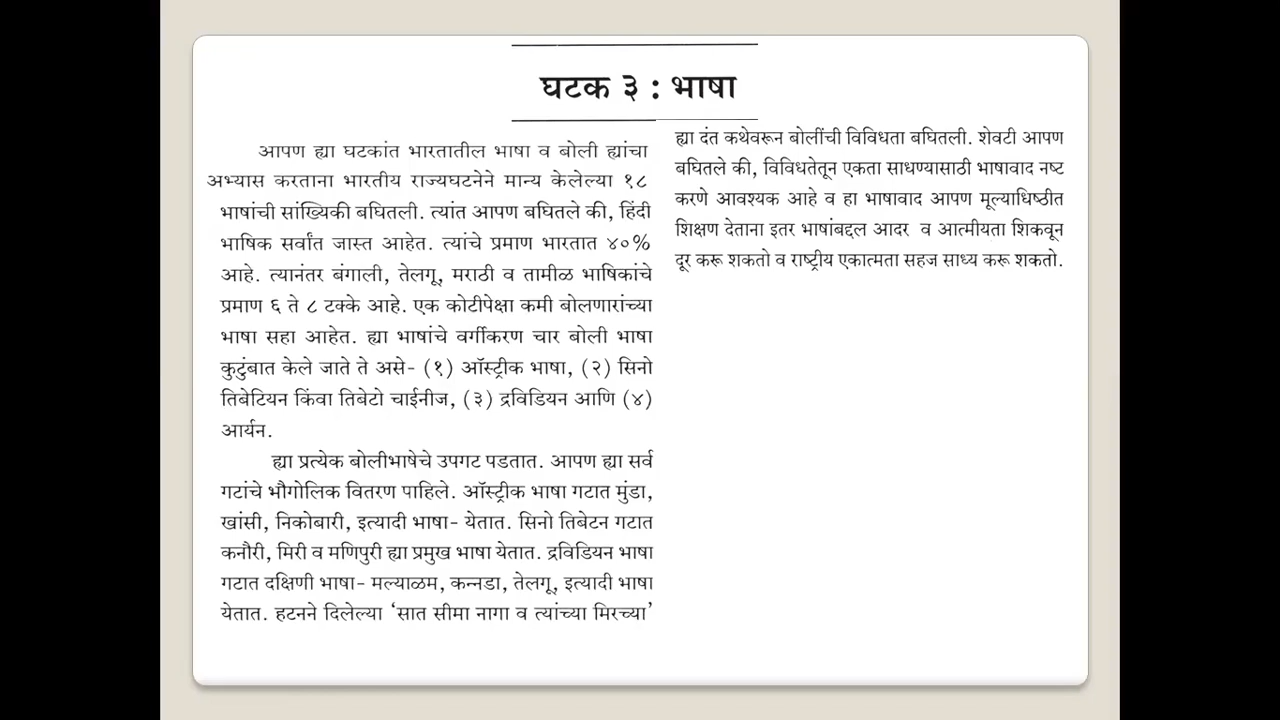 घटक ३ : भाषा
आपण ह्या घटकांत भारतातील भाषा व बोली ह्यांचा
अभ्यास करताना भारतीय राज्यघटनेने मान्य केलेल्या १८
भाषांची सांख्यिकी बघितली. त्यांत आपण बघितले की, हिंदी
भाषिक सर्वांत जास्त आहेत. त्यांचे प्रमाण भारतात ४०%
आहे. त्यानंतर बंगाली, तेलगू, मराठी व तामीळ भाषिकांचे
प्रमाण ६ ते ८ टक्के आहे. एक कोटीपेक्षा कमी बोलणारांच्या
भाषा सहा आहेत. ह्या भाषांचे वर्गीकरण चार बोली भाषा
कुटुंबात केले जाते ते असे- (१) ऑस्ट्रीक भाषा, (२) सिनो
तिबेटियन किंवा तिबेटो चाईनीज, (३) द्रविडियन आणि (४)
आर्यन.
ह्या प्रत्येक बोलीभाषेचे उपगट पडतात. आपण ह्या सर्व
गटांचे भौगोलिक वितरण पाहिले. ऑस्ट्रीक भाषा गटात मुंडा,
खांसी, निकोबारी, इत्यादी भाषा- येतात. सिनो तिबेटन गटात
कनौरी, मिरी व मणिपुरी ह्या प्रमुख भाषा येतात. द्रविडियन भाषा
गटात दक्षिणी भाषा- मल्याळम, कन्नडा, तेलगू, इत्यादी भाषा
येतात. हटनने दिलेल्या ‘सात सीमा नागा व त्यांच्या मिरच्या’
ह्या दंत कथेवरून बोलींची विविधता बघितली. शेवटी आपण
बघितले की, विविधतेतून एकता साधण्यासाठी भाषावाद नष्ट
करणे आवश्यक आहे व हा भाषावाद आपण मूल्याधिष्ठीत
शिक्षण देताना इतर भाषांबद्दल आदर व आत्मीयता शिकवून
दूर करू शकतो व राष्ट्रीय एकात्मता सहज साध्य करू शकतो.